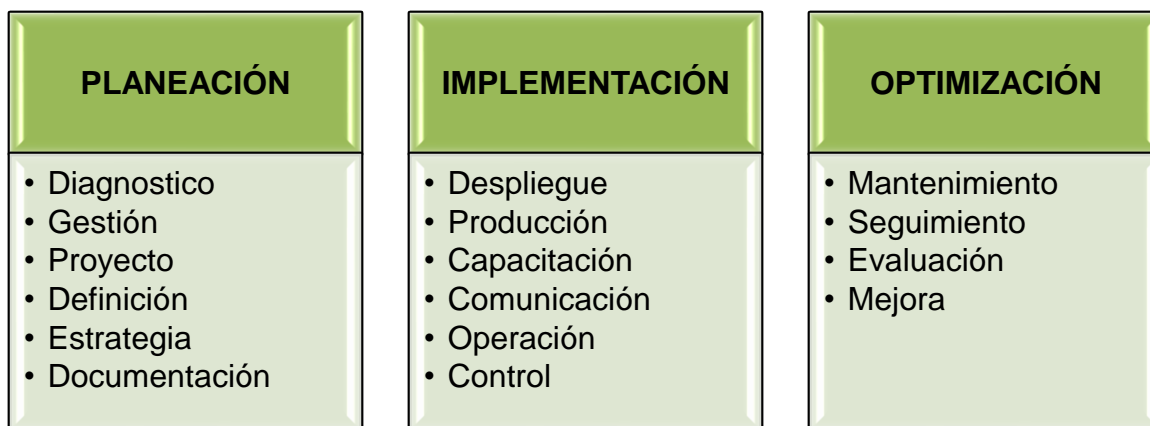 PLANEACIÓN
• Diagnostico
• Gestión
• Proyecto
• Definición
• Estrategia
• Documentación
IMPLEMENTACIÓN
• Despliegue
• Producción
• Capacitación
• Comunicación
• Operación
• Control
OPTIMIZACIÓN
• Mantenimiento
• Seguimiento
• Evaluación
• Mejora